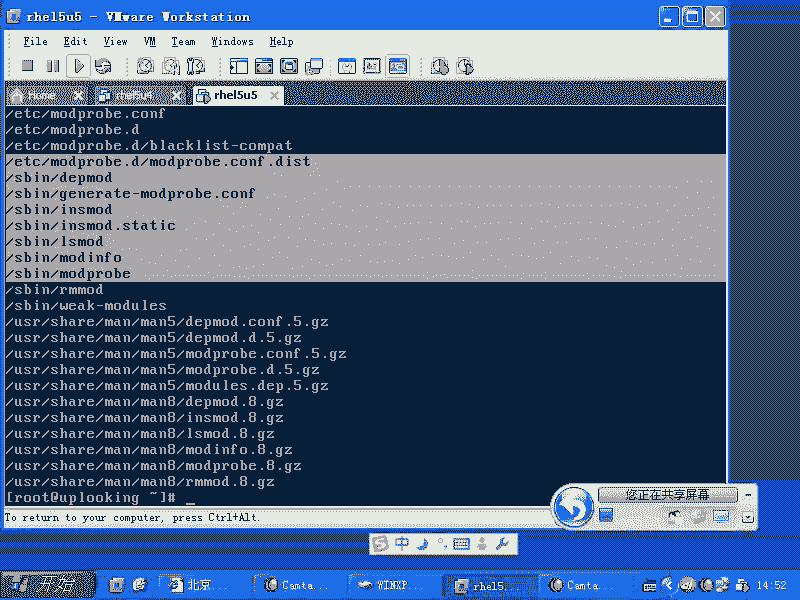 rhel5u5 - VMware Workstation
File Edit View VM Team Windows Help
Home rhel5u4 rhel5u5
/etc/modprobe.conf
/etc/modprobe.d
/etc/modprobe.d/blacklist-compat
/etc/modprobe.d/modprobe.conf.dist
/sbin/depmod
/sbin/generate-modprobe.conf
/sbin/insmod
/sbin/insmod.static
/sbin/lsmod
/sbin/modinfo
/sbin/modprobe
/sbin/rmmod
/sbin/weak-modules
/usr/share/man/man5/depmod.conf.5.gz
/usr/share/man/man5/depmod.d.5.gz
/usr/share/man/man5/modprobe.conf.5.gz
/usr/share/man/man5/modprobe.d.5.gz
/usr/share/man/man5/modules.dep.5.gz
/usr/share/man/man8/depmod.8.gz
/usr/share/man/man8/insmod.8.gz
/usr/share/man/man8/lsmod.8.gz
/usr/share/man/man8/modinfo.8.gz
/usr/share/man/man8/modprobe.8.gz
/usr/share/man/man8/rmmod.8.gz
[root@uplooking ~]# _
您正在共享屏幕
To return to your computer, press Ctrl+Alt.
中
开始 北京... Camta... WINXP... rhel5... Camta... 14:52